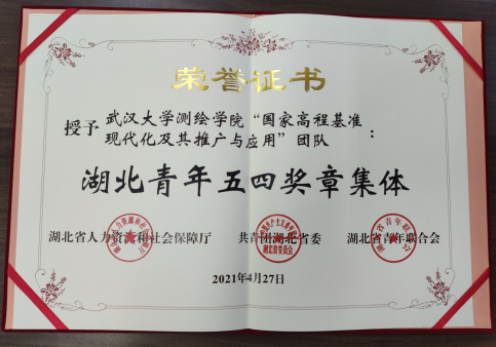 荣誉证书
授予 武汉大学测绘学院“国家高程基准
现代化及其推广与应用”团队 :
湖北青年五四奖章集体
湖北省人力资源和社会保障厅 共青团湖北省委 湖北省青年联合会
2021年4月27日